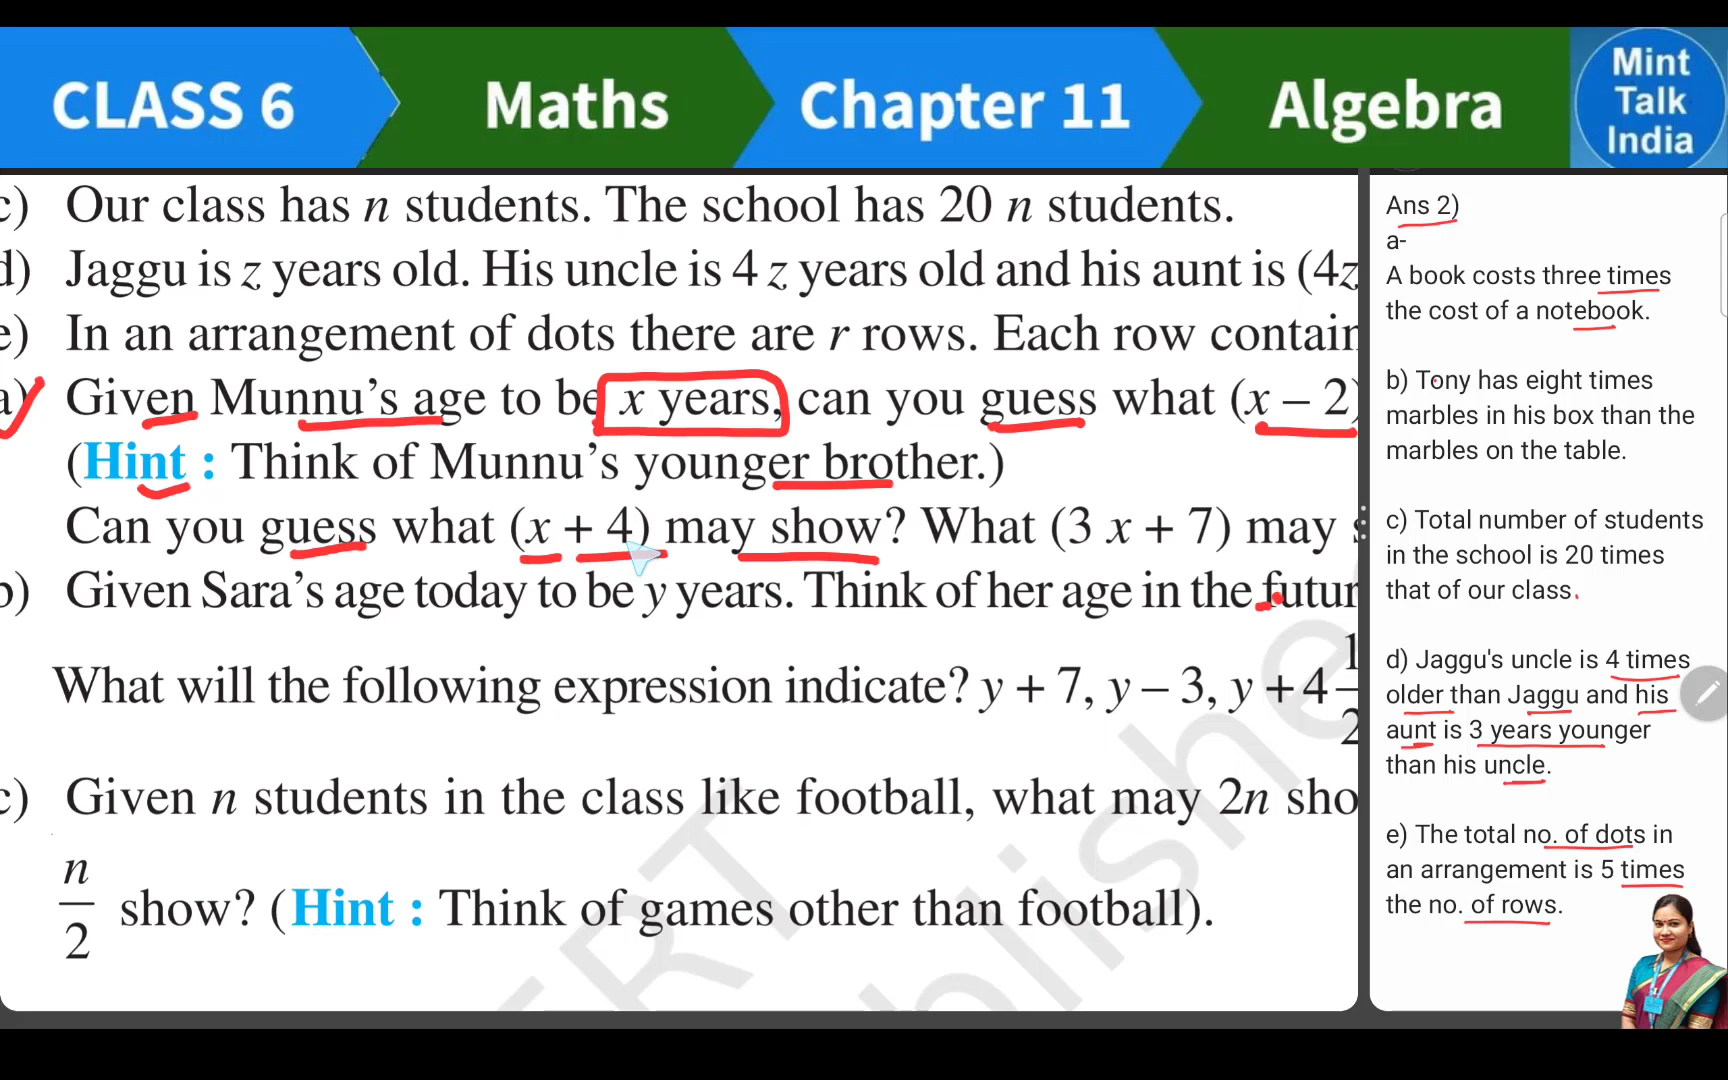 CLASS 6 Maths Chapter 11 Algebra
Mint
Talk
India
c) Our class has n students. The school has 20 n students.
d) Jaggu is z years old. His uncle is 4 z years old and his aunt is (4z
e) In an arrangement of dots there are r rows. Each row contain
a) Given Munnu's age to be x years, can you guess what (x – 2)
(Hint : Think of Munnu's younger brother.)
Can you guess what (x + 4) may show? What (3 x + 7) may s
b) Given Sara's age today to be y years. Think of her age in the futur
What will the following expression indicate? y + 7, y – 3, y + 4 1/2
c) Given n students in the class like football, what may 2n sho
n/2 show? (Hint : Think of games other than football).
Ans 2)
a-
A book costs three times
the cost of a notebook.
b) Tony has eight times
marbles in his box than the
marbles on the table.
c) Total number of students
in the school is 20 times
that of our class.
d) Jaggu's uncle is 4 times
older than Jaggu and his
aunt is 3 years younger
than his uncle.
e) The total no. of dots in
an arrangement is 5 times
the no. of rows.